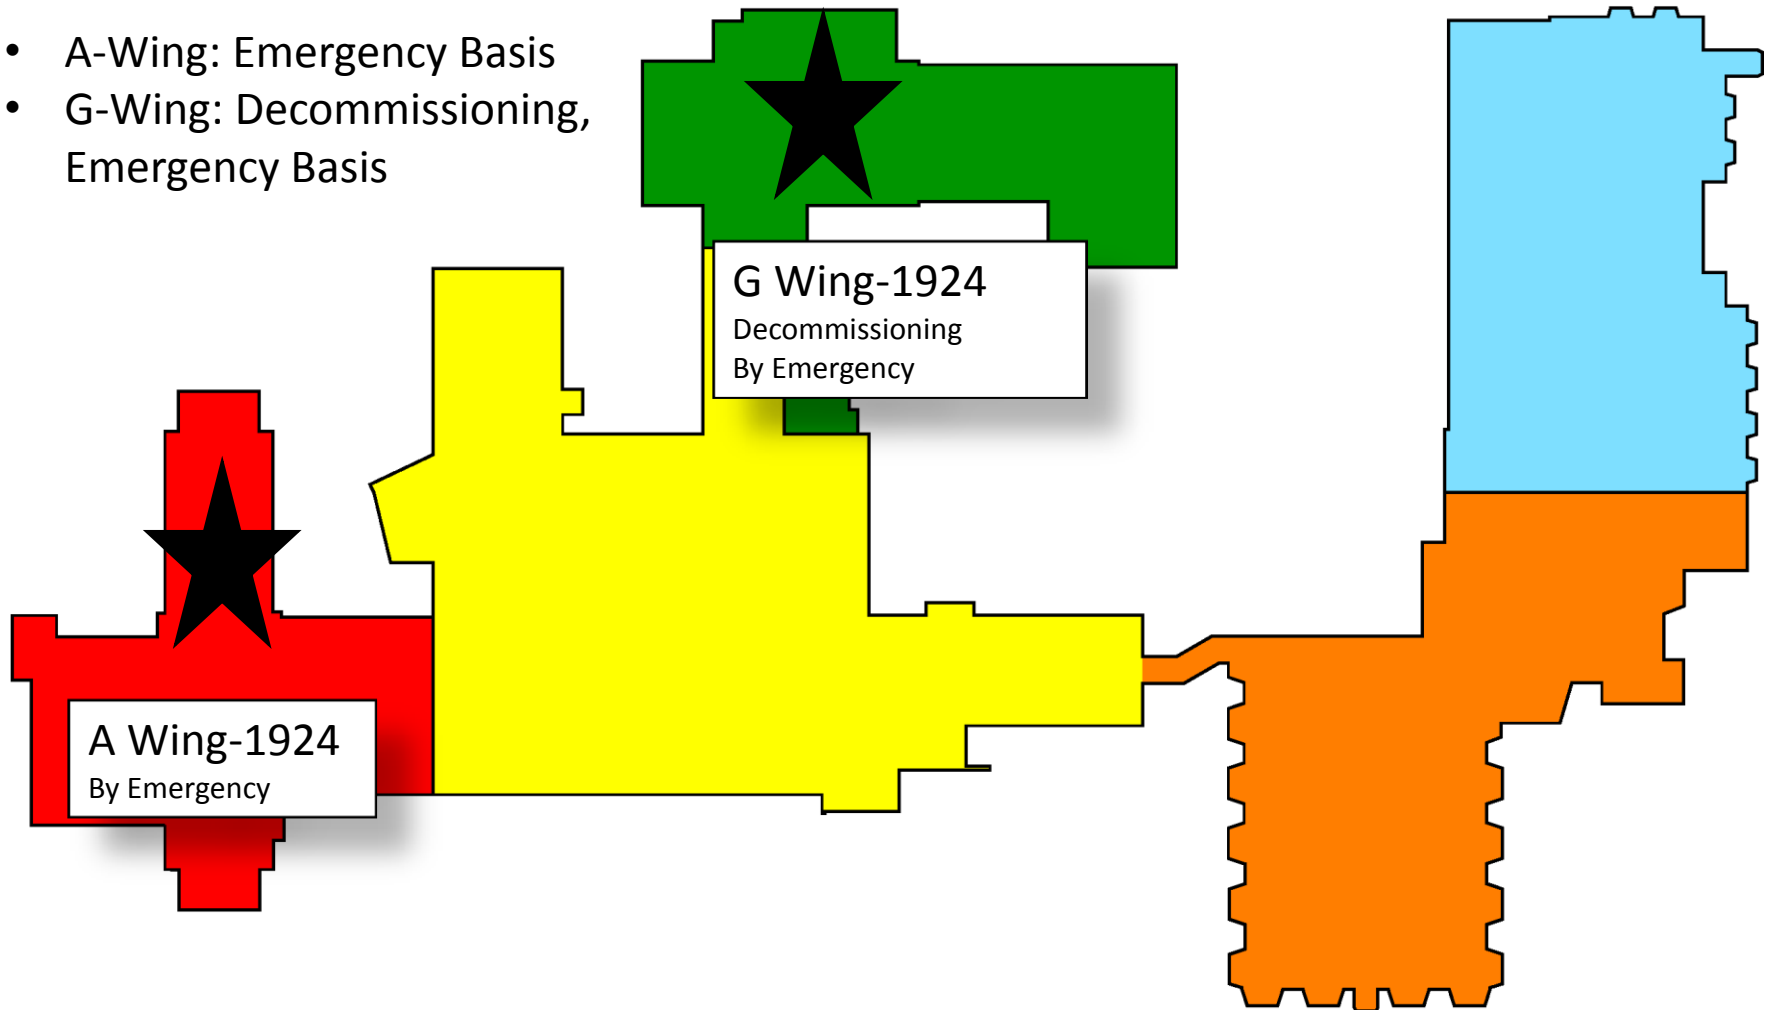 • A-Wing: Emergency Basis
• G-Wing: Decommissioning,
Emergency Basis
G Wing-1924
Decommissioning
By Emergency
A Wing-1924
By Emergency